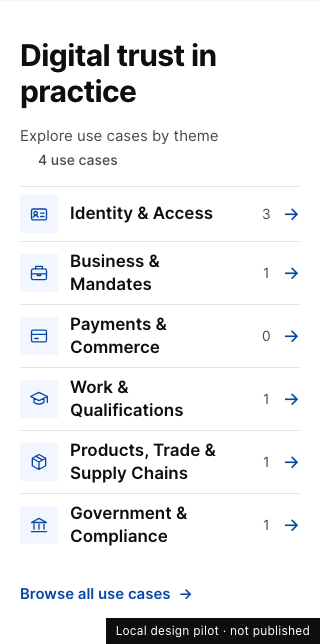 Digital trust in
practice
Explore use cases by theme
4 use cases
Identity & Access 3 →
Business &
Mandates 1 →
Payments &
Commerce 0 →
Work &
Qualifications 1 →
Products, Trade &
Supply Chains 1 →
Government &
Compliance 1 →
Browse all use cases →
Local design pilot · not published